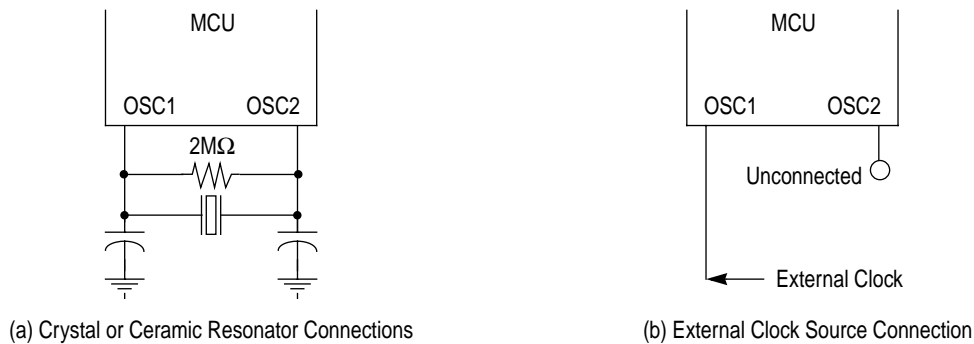 MCU
OSC1 OSC2
2MΩ
(a) Crystal or Ceramic Resonator Connections
MCU
OSC1 OSC2
Unconnected
External Clock
(b) External Clock Source Connection